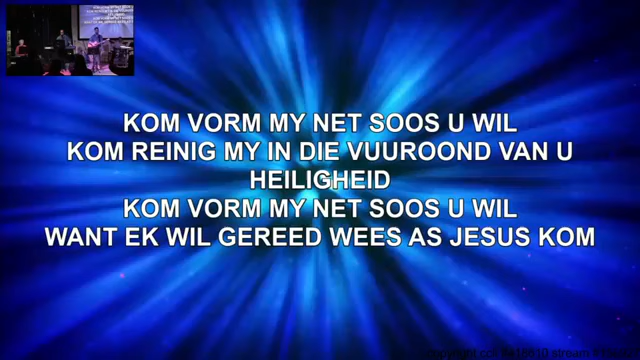 KOM VORM MY NET SOOS U WIL
KOM REINIG MY IN DIE VUUROOND VAN U
HEILIGHEID
KOM VORM MY NET SOOS U WIL
WANT EK WIL GEREED WEES AS JESUS KOM